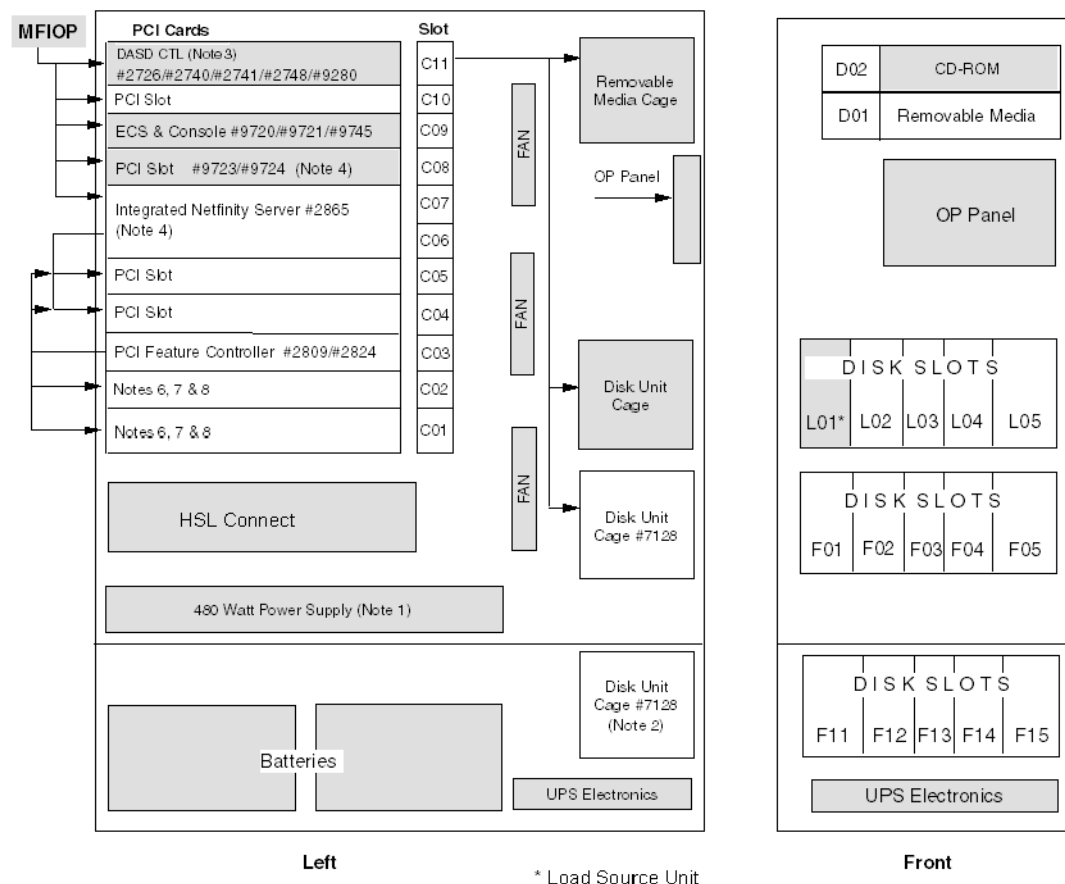 MFIOP
PCI Cards
Slot
DASD CTL (Note3)
#2726/#2740/#2741/#2748/#9280
C11
PCI Slot
C10
ECS & Console #9720/#9721/#9745
C09
PCI Slot #9723/#9724 (Note 4)
C08
Integrated Netfinity Server #2865
(Note 4)
C07
C06
PCI Slot
C05
PCI Slot
C04
PCI Feature Controller #2809/#2824
C03
Notes 6, 7 & 8
C02
Notes 6, 7 & 8
C01
FAN
FAN
FAN
Removable
Media Cage
OP Panel
Disk Unit
Cage
Disk Unit
Cage #7128
HSL Connect
480 Watt Power Supply (Note 1)
Disk Unit
Cage #7128
(Note 2)
Batteries
UPS Electronics
Left
* Load Source Unit
D02
CD-ROM
D01
Removable Media
OP Panel
DISK SLOTS
L01* L02 L03 L04 L05
DISK SLOTS
F01 F02 F03 F04 F05
DISK SLOTS
F11 F12 F13 F14 F15
UPS Electronics
Front